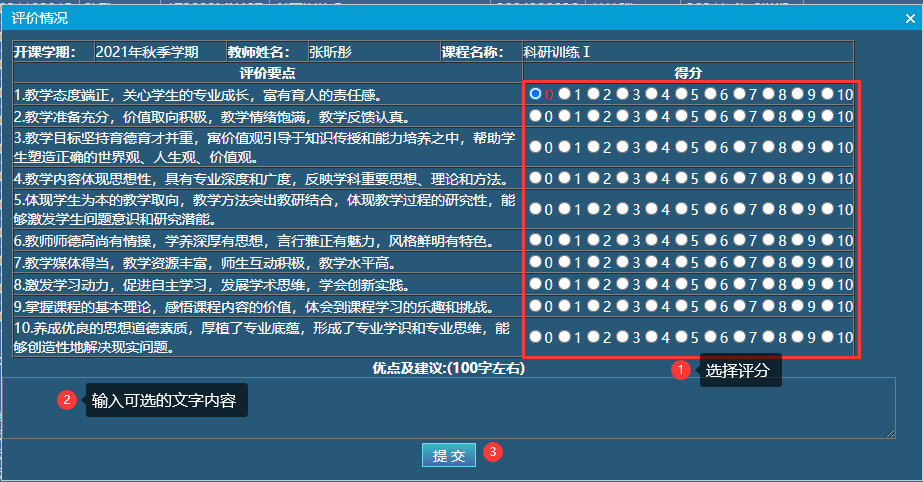 评价情况
开课学期： 2021年秋季学期 教师姓名： 张昕彤 课程名称： 科研训练Ⅰ
评价要点 得分
1.教学态度端正，关心学生的专业成长，富有育人的责任感。 0 1 2 3 4 5 6 7 8 9 10
2.教学准备充分，价值取向积极，教学情绪饱满，教学反馈认真。 0 1 2 3 4 5 6 7 8 9 10
3.教学目标坚持育德育才并重，寓价值观引导于知识传授和能力培养之中，帮助学
生塑造正确的世界观、人生观、价值观。 0 1 2 3 4 5 6 7 8 9 10
4.教学内容体现思想性，具有专业深度和广度，反映学科重要思想、理论和方法。 0 1 2 3 4 5 6 7 8 9 10
5.体现学生为本的教学取向，教学方法突出教研结合，体现教学过程的研究性，能
够激发学生问题意识和研究潜能。 0 1 2 3 4 5 6 7 8 9 10
6.教师师德高尚有情操，学养深厚有思想，言行雅正有魅力，风格鲜明有特色。 0 1 2 3 4 5 6 7 8 9 10
7.教学媒体得当，教学资源丰富，师生互动积极，教学水平高。 0 1 2 3 4 5 6 7 8 9 10
8.激发学习动力，促进自主学习，发展学术思维，学会创新实践。 0 1 2 3 4 5 6 7 8 9 10
9.掌握课程的基本理论，感悟课程内容的价值，体会到课程学习的乐趣和挑战。 0 1 2 3 4 5 6 7 8 9 10
10.养成优良的思想道德素质，厚植了专业底蕴，形成了专业学识和专业思维，能
够创造性地解决现实问题。 0 1 2 3 4 5 6 7 8 9 10
优点及建议:(100字左右)
1 选择评分
2 输入可选的文字内容
提 交 3